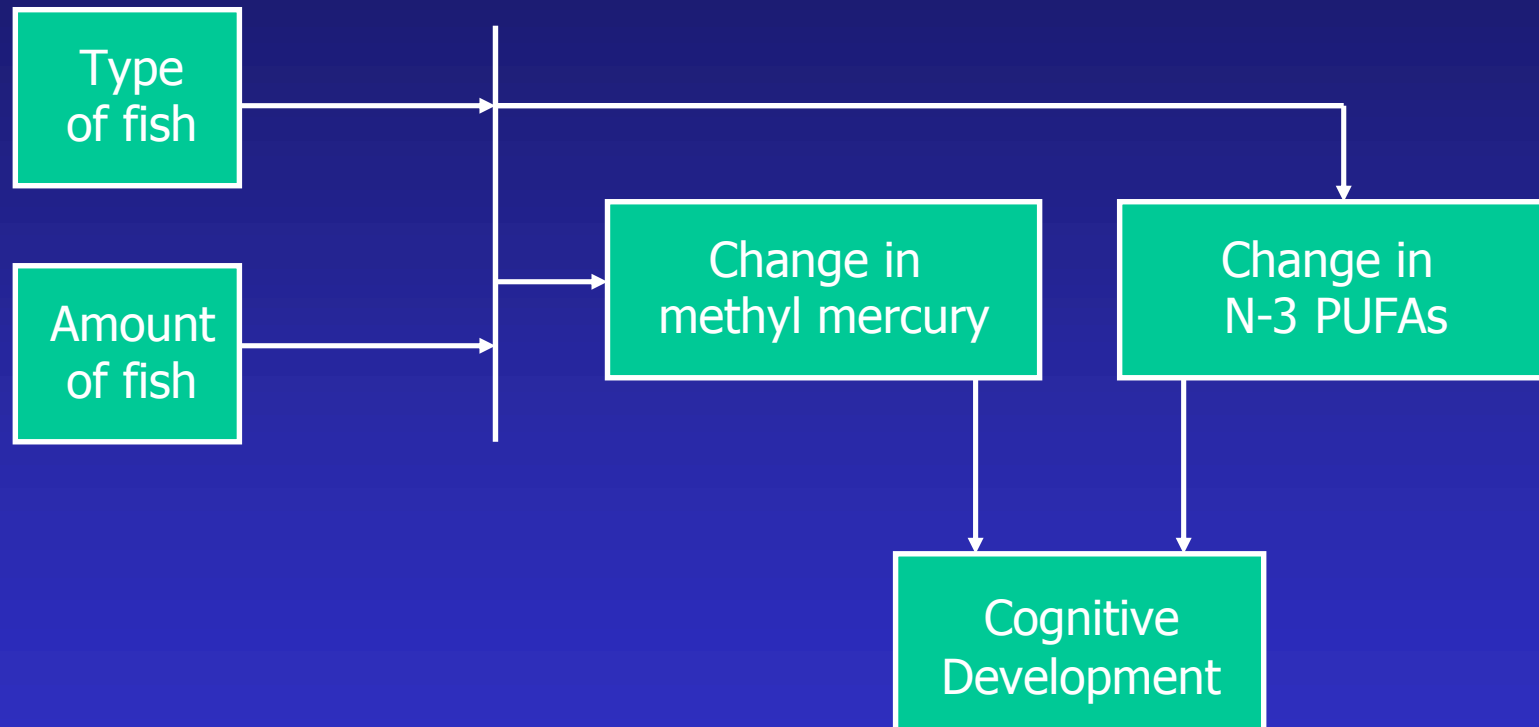 Type
of fish
Amount
of fish
Change in
methyl mercury
Change in
N-3 PUFAs
Cognitive
Development